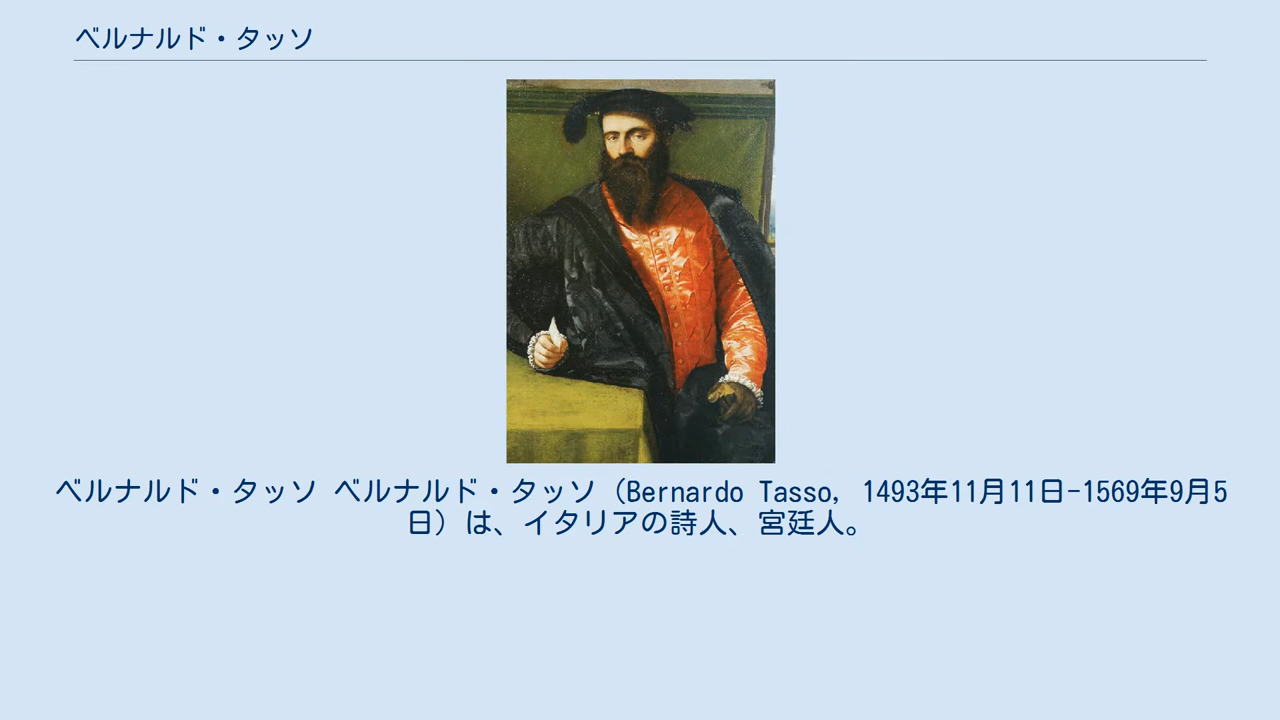 ベルナルド・タッソ
ベルナルド・タッソ ベルナルド・タッソ（Bernardo Tasso, 1493年11月11日-1569年9月5
日）は、イタリアの詩人、宮廷人。